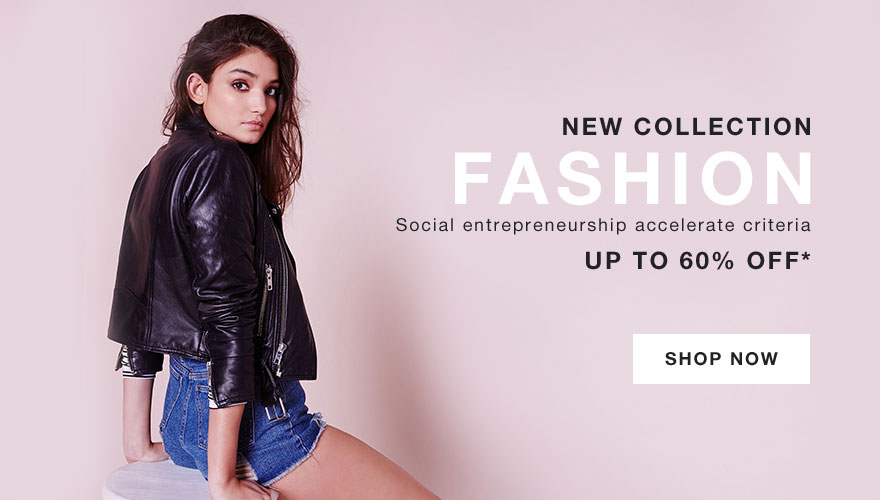 NEW COLLECTION
FASHION
Social entrepreneurship accelerate criteria
UP TO 60% OFF*
SHOP NOW